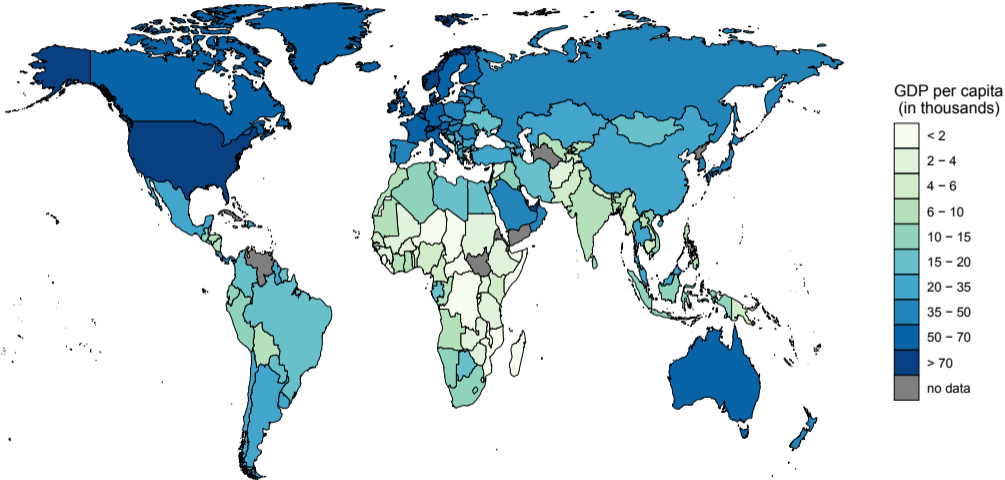 GDP per capita
(in thousands)
< 2
2 − 4
4 − 6
6 − 10
10 − 15
15 − 20
20 − 35
35 − 50
50 − 70
> 70
no data